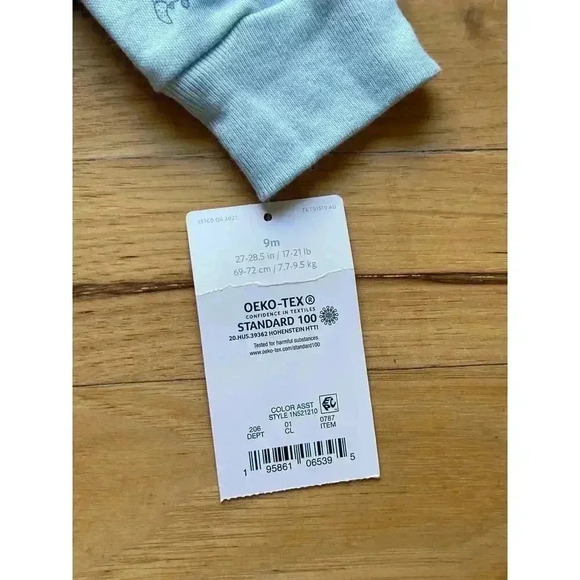 9m
27-28.5 in / 17-21 lb
69-72 cm / 7.7-9.5 kg
OEKO-TEX®
CONFIDENCE IN TEXTILES
STANDARD 100
20.HUS.39362 HOHENSTEIN HTTI
Tested for harmful substances.
www.oeko-tex.com/standard100
COLOR ASST
STYLE 1N521210
206 01 0787
DEPT CL ITEM
1 95861 06539 5